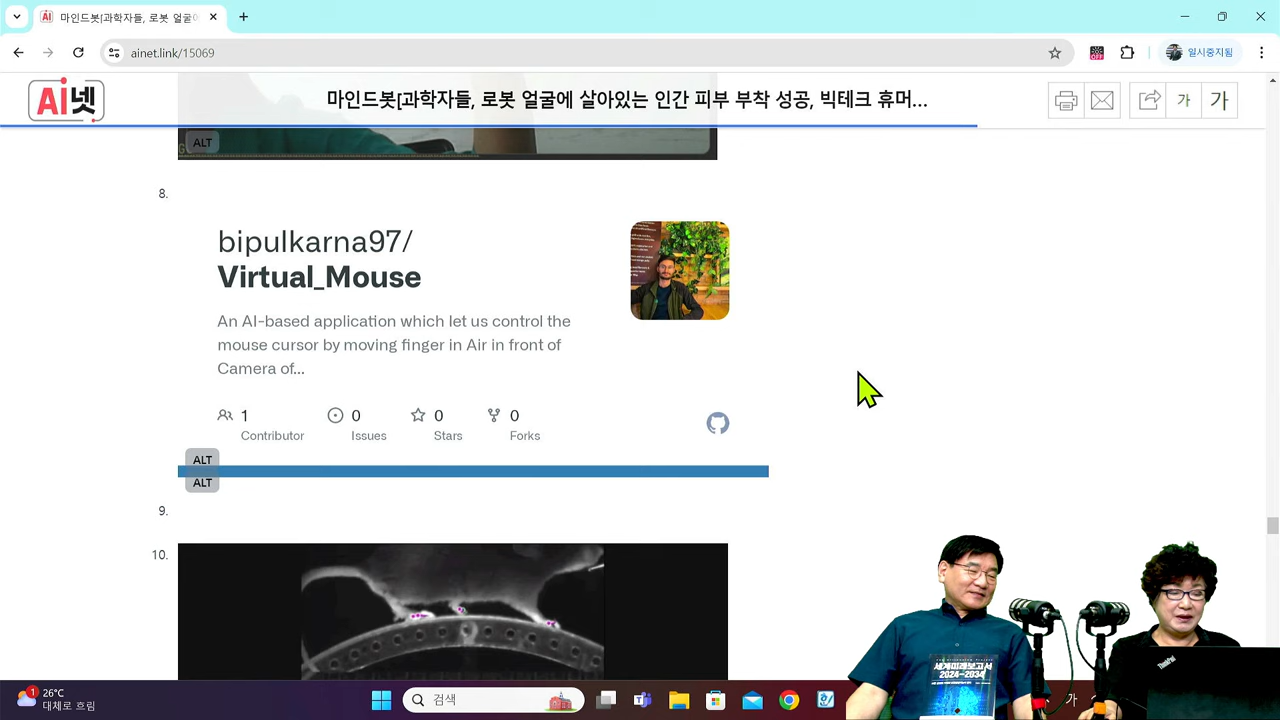 마인드봇[과학자들, 로봇 얼굴에
ainet.link/15069
OFF
일시중지됨
Ai넷
마인드봇[과학자들, 로봇 얼굴에 살아있는 인간 피부 부착 성공, 빅테크 휴머...
가
가
ALT
8.
bipulkarna97/
Virtual_Mouse
An AI-based application which let us control the
mouse cursor by moving finger in Air in front of
Camera of...
1
Contributor
0
Issues
0
Stars
0
Forks
ALT
ALT
9.
10.
세계미래보고서
2024-2034
ThinkPad
1
26°C
대체로 흐림
검색
가